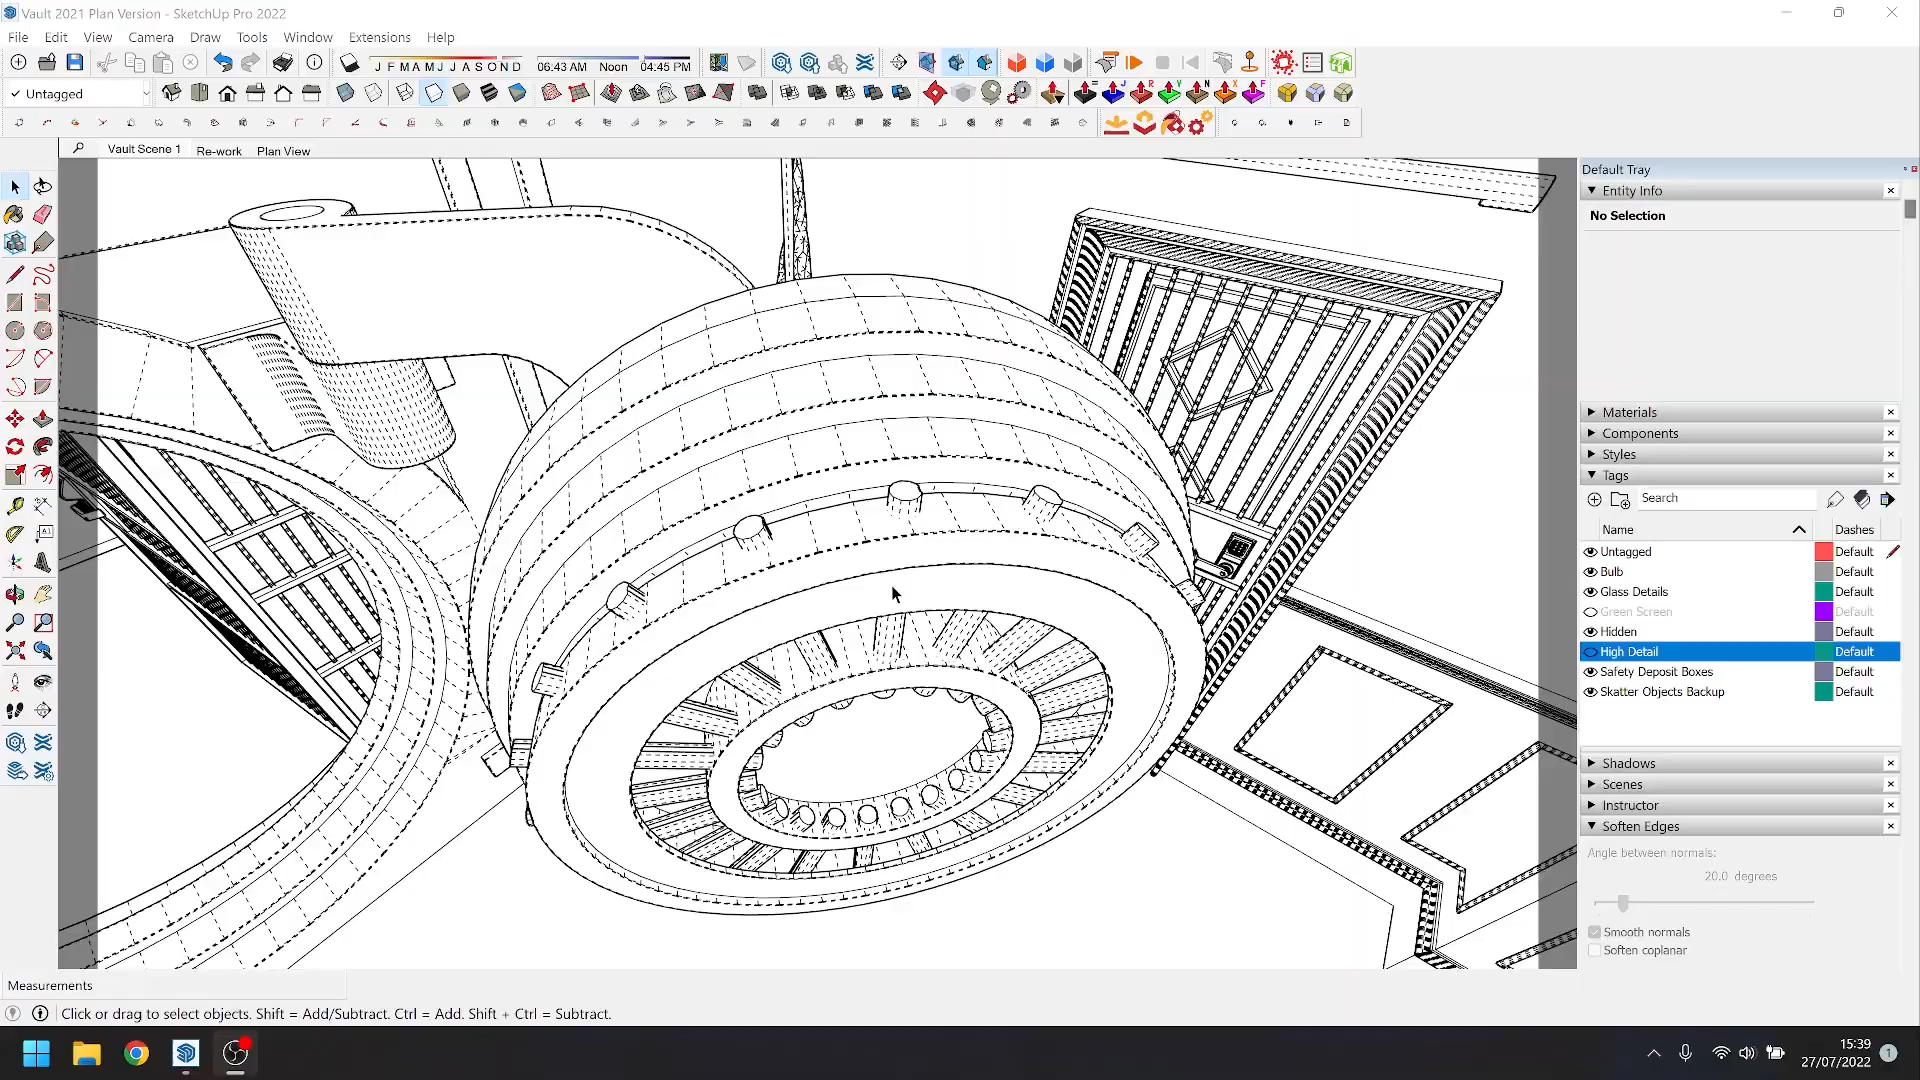 Vault 2021 Plan Version - SketchUp Pro 2022
File Edit View Camera Draw Tools Window Extensions Help
J F M A M J J A S O N D 06:43 AM Noon 04:45 PM
✓ Untagged
Vault Scene 1 Re-work Plan View
Default Tray
Entity Info
No Selection
Materials
Components
Styles
Tags
Search
Name Dashes
Untagged Default
Bulb Default
Glass Details Default
Green Screen Default
Hidden Default
High Detail Default
Safety Deposit Boxes Default
Skatter Objects Backup Default
Shadows
Scenes
Instructor
Soften Edges
Angle between normals:
20.0 degrees
Smooth normals
Soften coplanar
Measurements
Click or drag to select objects. Shift = Add/Subtract. Ctrl = Add. Shift + Ctrl = Subtract.
15:39
27/07/2022
1